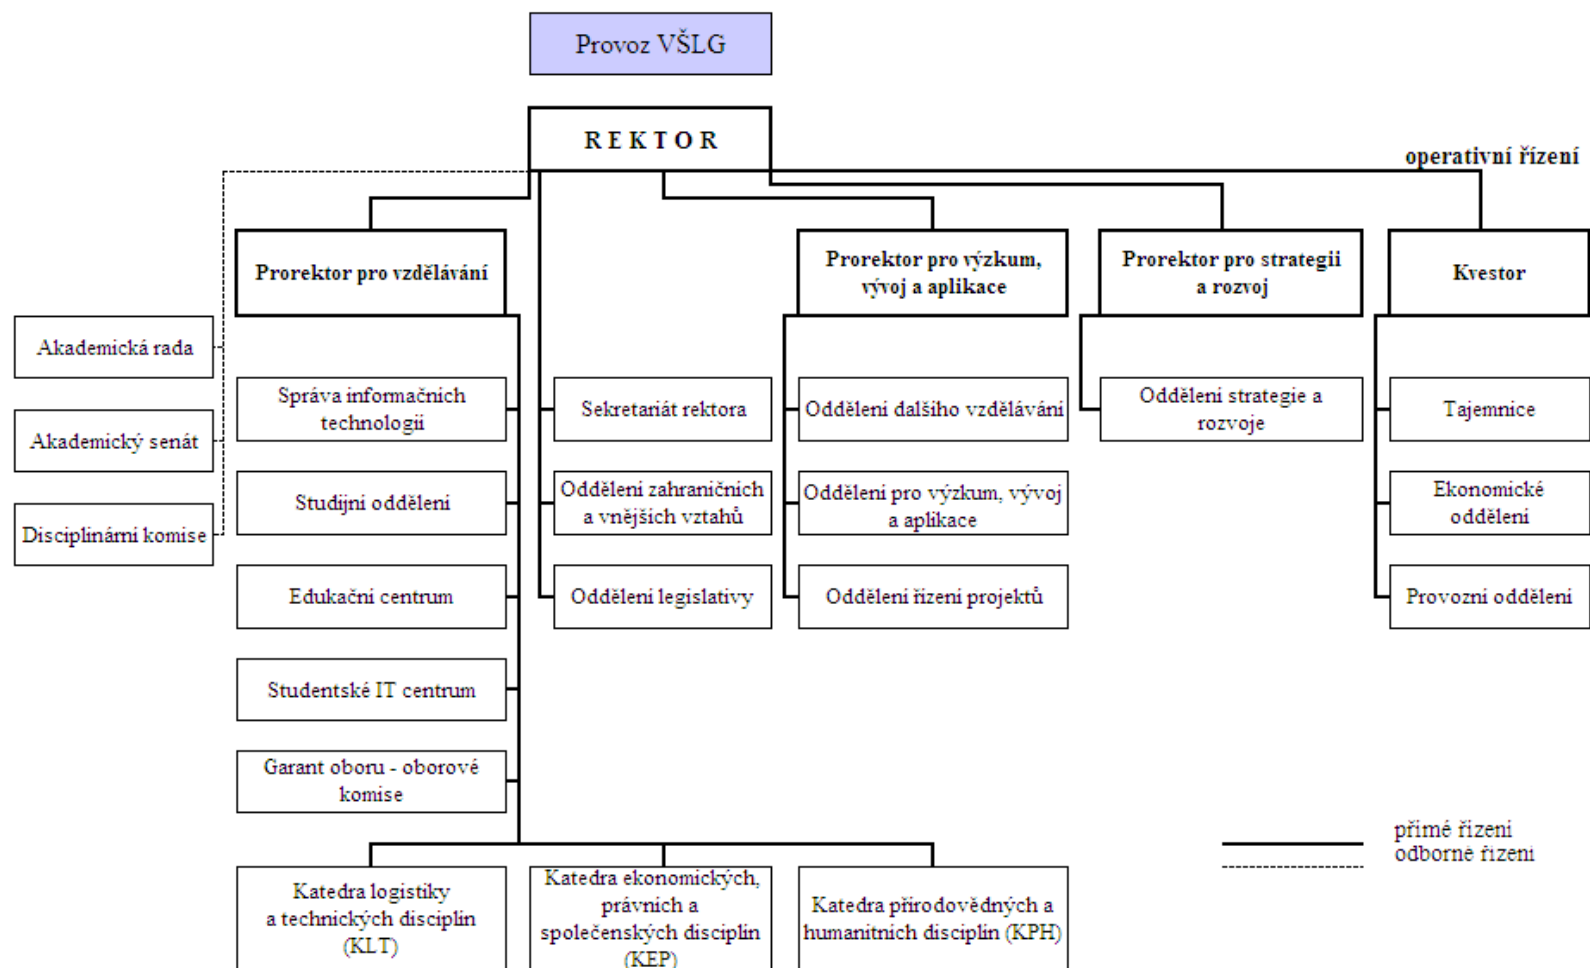 Provoz VŠLG
R E K T O R
operativní řízení
Prorektor pro vzdělávání
Prorektor pro výzkum,
vývoj a aplikace
Prorektor pro strategii
a rozvoj
Kvestor
Akademická rada
Akademický senát
Disciplinární komise
Správa informačních
technologií
Studijní oddělení
Edukační centrum
Studentské IT centrum
Garant oboru - oborové
komise
Sekretariát rektora
Oddělení zahraničních
a vnějších vztahů
Oddělení legislativy
Oddělení dalšího vzdělávání
Oddělení pro výzkum, vývoj
a aplikace
Oddělení řízení projektů
Oddělení strategie a
rozvoje
Tajemnice
Ekonomické
oddělení
Provozní oddělení
Katedra logistiky
a technických disciplin
(KLT)
Katedra ekonomických,
právních a
společenských disciplin
(KEP)
Katedra přírodovědných a
humanitních disciplin (KPH)
přímé řízení
odborné řízení